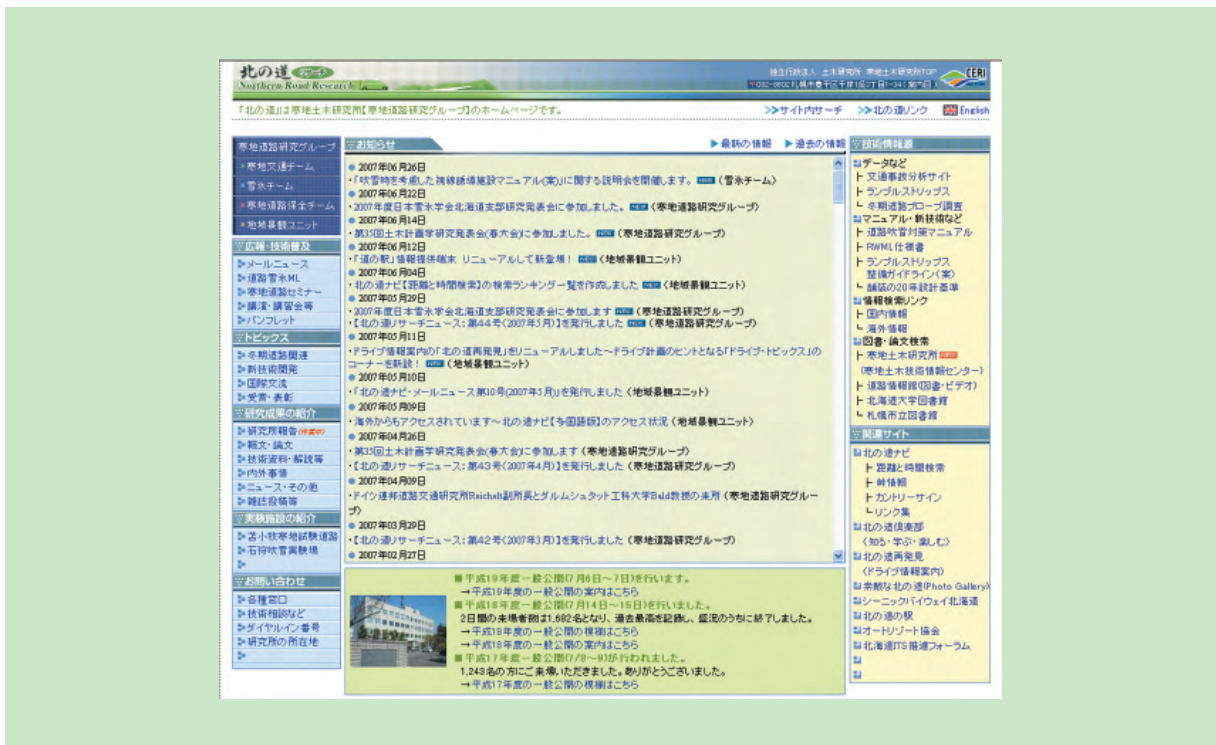 北の道
Northern Road Research
独立行政法人 土木研究所 寒地土木研究所TOP
CERI
「北の道」は寒地土木研究所【寒地道路研究グループ】のホームページです。
>>サイト内サーチ >>北の道リンク English
寒地道路研究グループ
寒地交通チーム
雪氷チーム
寒地道路保全チーム
地域景観ユニット
▽広報・技術普及
メールニュース
道路雪氷ML
寒地道路セミナー
講演・講習会等
パンフレット
▽トピックス
冬期道路関連
新技術開発
国際交流
受賞・表彰
▽研究成果の紹介
研究所報告(作業中)
報文・論文
技術資料・解説等
内外事情
ニュース・その他
雑誌投稿等
▽実験施設の紹介
苫小牧寒地試験道路
石狩吹雪実験場
▽お問い合わせ
各種窓口
技術相談など
ダイヤルイン番号
研究所の所在地
▽お知らせ ▶最新の情報 ▶過去の情報
● 2007年06月26日
・「吹雪時を考慮した視線誘導施設マニュアル(案)」に関する説明会を開催します。 NEW (雪氷チーム)
● 2007年06月22日
・2007年度日本雪氷学会北海道支部研究発表会に参加しました。 NEW (寒地道路研究グループ)
● 2007年06月14日
・第35回土木計画学研究発表会(春大会)に参加しました。 NEW (寒地道路研究グループ)
● 2007年06月12日
・「道の駅」情報提供端末 リニューアルして新登場! NEW (地域景観ユニット)
● 2007年06月04日
・北の道ナビ【距離と時間検索】の検索ランキング一覧を作成しました NEW (地域景観ユニット)
● 2007年05月29日
・2007年度日本雪氷学会北海道支部研究発表会に参加します NEW (寒地道路研究グループ)
・【北の道リサーチニュース:第44号(2007年5月)】を発行しました NEW (寒地道路研究グループ)
● 2007年05月11日
・ドライブ情報案内の「北の道再発見」をリニューアルしました~ドライブ計画のヒントとなる「ドライブ・トピックス」の
コーナーを新設! NEW (地域景観ユニット)
● 2007年05月10日
・「北の道ナビ・メールニュース第10号(2007年5月)」を発行しました (地域景観ユニット)
● 2007年05月09日
・海外からもアクセスされています~北の道ナビ【多国語版】のアクセス状況 (地域景観ユニット)
● 2007年04月26日
・第35回土木計画学研究発表会(春大会)に参加します (寒地道路研究グループ)
・【北の道リサーチニュース:第43号(2007年4月)】を発行しました (寒地道路研究グループ)
● 2007年04月09日
・ドイツ連邦道路交通研究所Reichelt副所長とダルムシュタット工科大学Bald教授の来所 (寒地道路研究グルー
プ)
● 2007年03月29日
・【北の道リサーチニュース:第42号(2007年3月)】を発行しました (寒地道路研究グループ)
● 2007年02月27日
■平成19年度一般公開(7月6日~7日)を行います。
→平成19年度の一般公開の案内はこちら
■平成18年度一般公開(7月14日~15日)を行いました。
2日間の来場者数は1,682名となり、過去最高を記録し、盛況のうちに終了しました。
→平成18年度の一般公開の模様はこちら
→平成18年度の一般公開の案内はこちら
■平成17年度一般公開(7/8~9)が行われました。
1,243名の方にご来場いただきました。ありがとうございました。
→平成17年度の一般公開の模様はこちら
▽技術情報源
データなど
├ 交通事故分析サイト
├ ランブルストリップス
└ 冬期道路プローブ調査
マニュアル・新技術など
├ 道路吹雪対策マニュアル
├ RWML仕様書
├ ランブルストリップス
整備ガイドライン(案)
└ 舗装の20年設計基準
情報検索リンク
├ 国内情報
└ 海外情報
図書・論文検索
├ 寒地土木研究所
(寒地土木技術情報センター)
├ 道路情報館(図書・ビデオ)
├ 北海道大学図書館
└ 札幌市立図書館
▽関連サイト
北の道ナビ
├ 距離と時間検索
├ 峠情報
├ カントリーサイン
└ リンク集
北の道倶楽部
(知る・学ぶ・楽しむ)
北の道再発見
(ドライブ情報案内)
素敵な北の道(Photo Gallery)
シーニックバイウェイ北海道
北の道の駅
オートリゾート協会
北海道ITS推進フォーラム